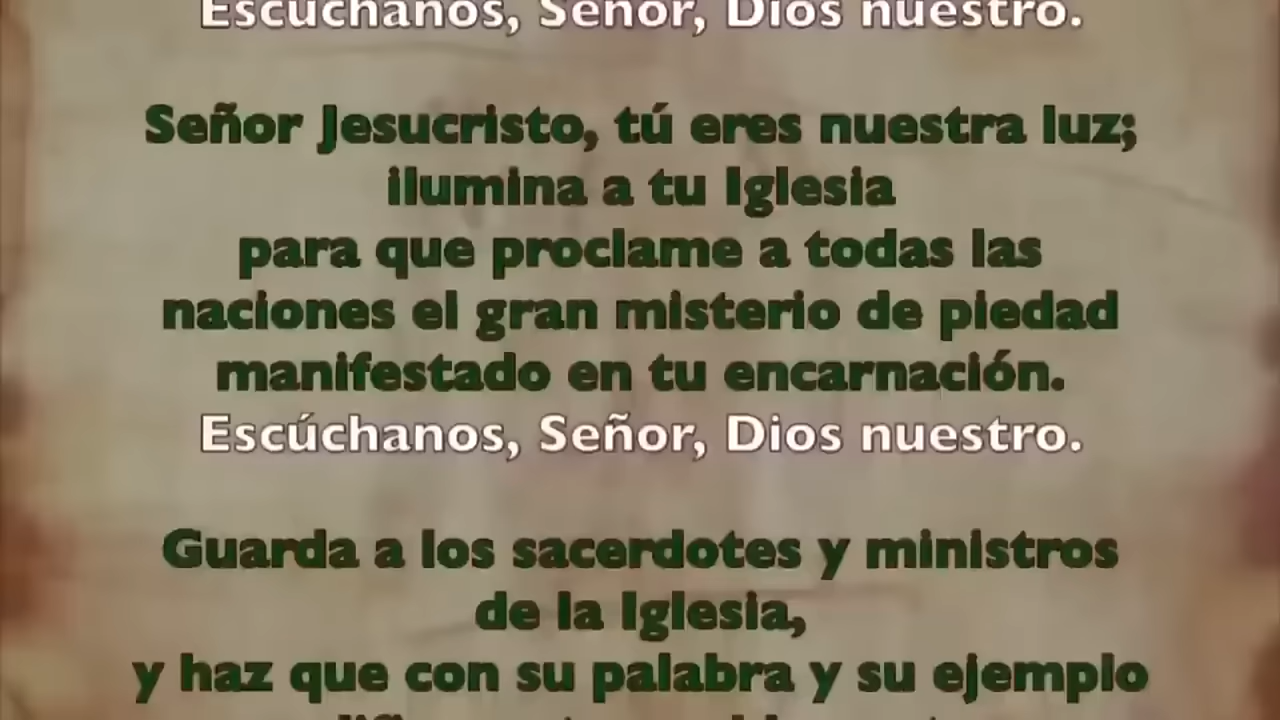 Escúchanos, Señor, Dios nuestro.
Señor Jesucristo, tú eres nuestra luz;
ilumina a tu Iglesia
para que proclame a todas las
naciones el gran misterio de piedad
manifestado en tu encarnación.
Escúchanos, Señor, Dios nuestro.
Guarda a los sacerdotes y ministros
de la Iglesia,
y haz que con su palabra y su ejemplo